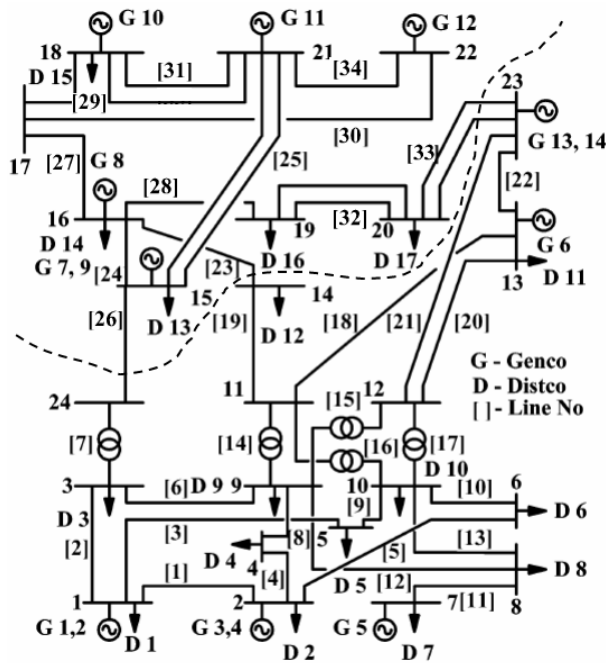 G 10 G 11 G 12
18 21 22
D 15 [31] [34] 23
[29]
[30] [33] G 13, 14
17 [27] G 8 [25] [22]
[28]
16 19 [32] 20 G 6
D 14 D 16 D 17 13
G 7, 9 [24 [23] D 11
15 14
[26] D 13 [19] D 12 [18] [21] [20]
G - Genco
D - Distco
[ ] - Line No
24 11 [15] 12
[7] [14] [16] [17]
D 10
3 [6] D 9 9 10 [10] 6
D 3 [9] D 6
[3] [8] 5 [13]
[2] D 4 4 [5]
[1] [4] D 5 [12] D 8
1 2 7 [11] 8
G 1,2 D 1 G 3,4 D 2 G 5 D 7